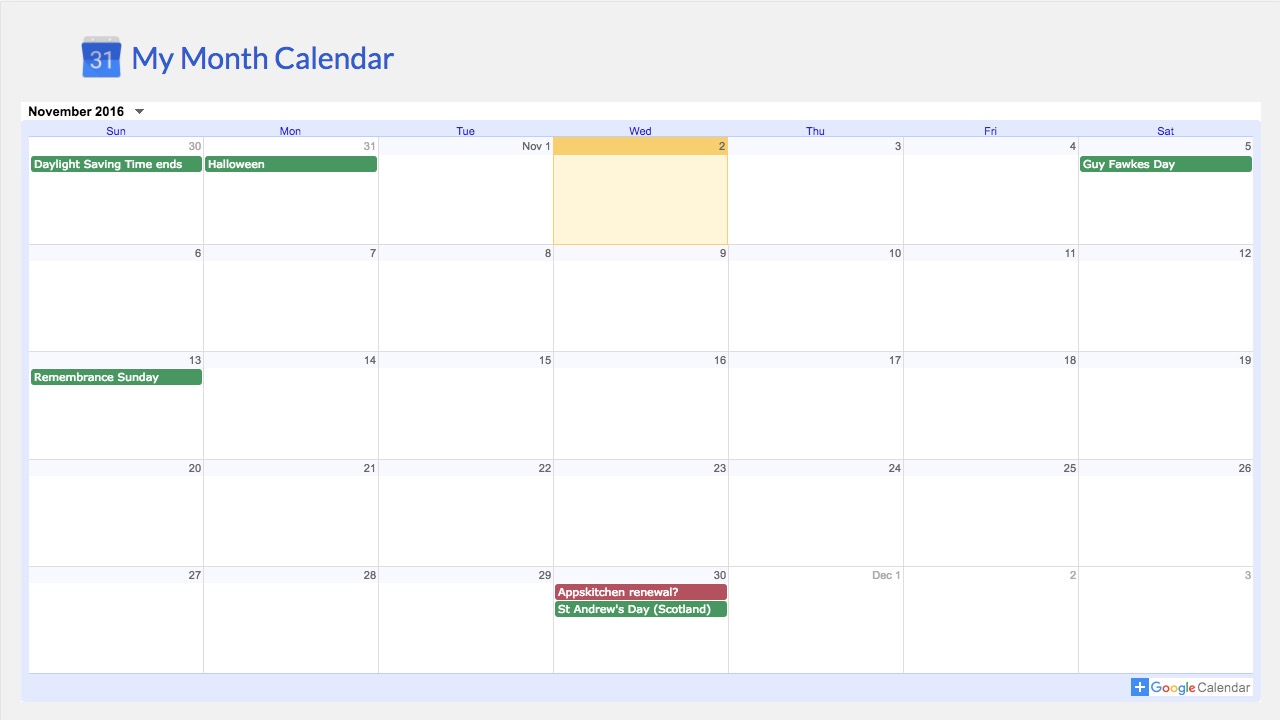 31 My Month Calendar
November 2016
Sun Mon Tue Wed Thu Fri Sat
30 31 Nov 1 2 3 4 5
Daylight Saving Time ends Halloween Guy Fawkes Day
6 7 8 9 10 11 12
13 14 15 16 17 18 19
Remembrance Sunday
20 21 22 23 24 25 26
27 28 29 30 Dec 1 2 3
Appskitchen renewal?
St Andrew's Day (Scotland)
+ Google Calendar